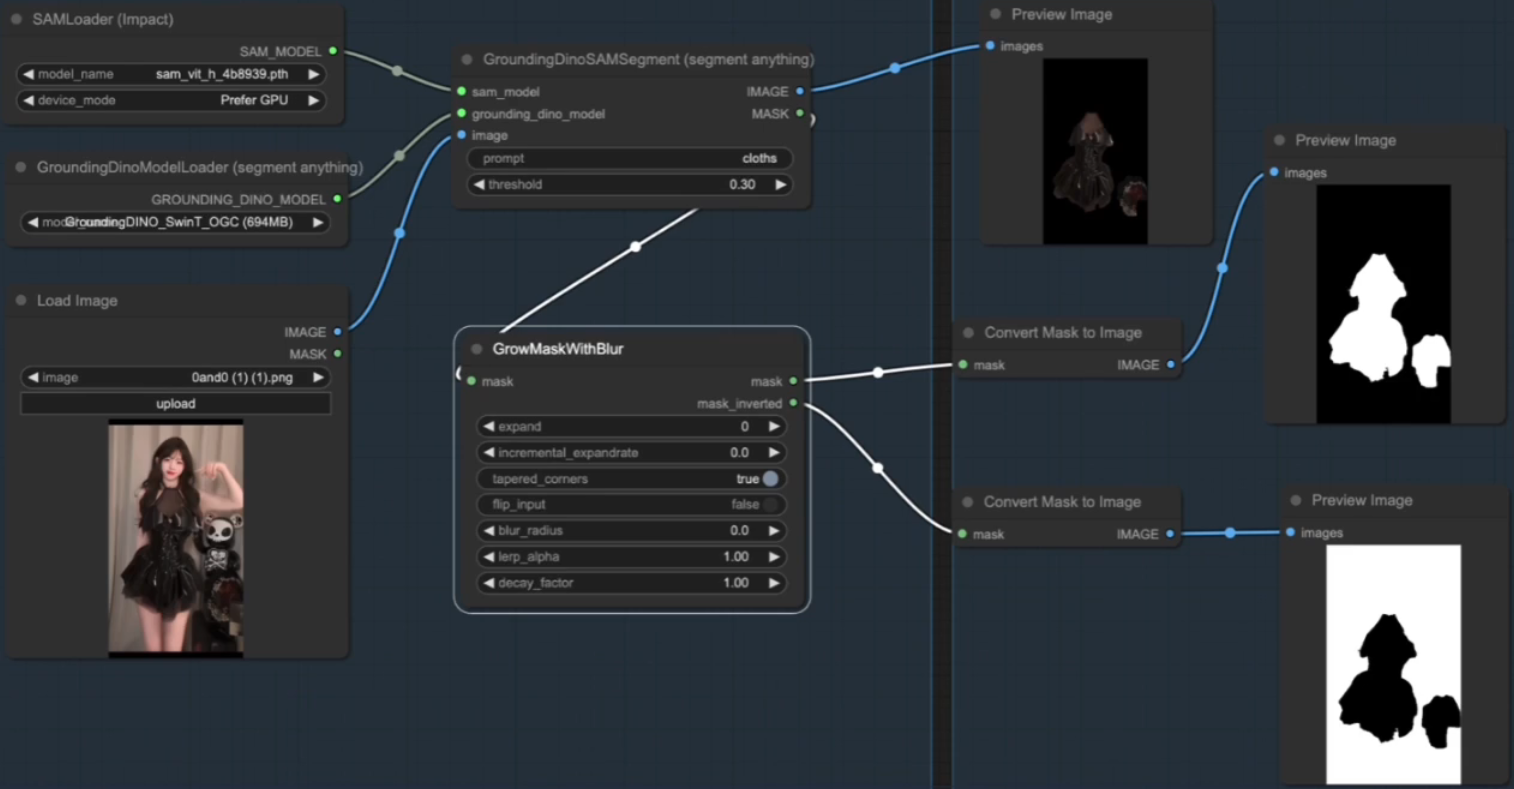 SAMLoader (Impact)
SAM_MODEL
model_name sam_vit_h_4b8939.pth
device_mode Prefer GPU
GroundingDinoModelLoader (segment anything)
GROUNDING_DINO_MODEL
GroundingDINO_SwinT_OGC (694MB)
Load Image
IMAGE
MASK
image 0and0 (1) (1).png
upload
GroundingDinoSAMSegment (segment anything)
sam_model IMAGE
grounding_dino_model MASK
image
prompt cloths
threshold 0.30
GrowMaskWithBlur
mask mask
mask_inverted
expand 0
incremental_expandrate 0.0
tapered_corners true
flip_input false
blur_radius 0.0
lerp_alpha 1.00
decay_factor 1.00
Preview Image
images
Convert Mask to Image
mask IMAGE
Preview Image
images
Convert Mask to Image
mask IMAGE
Preview Image
images